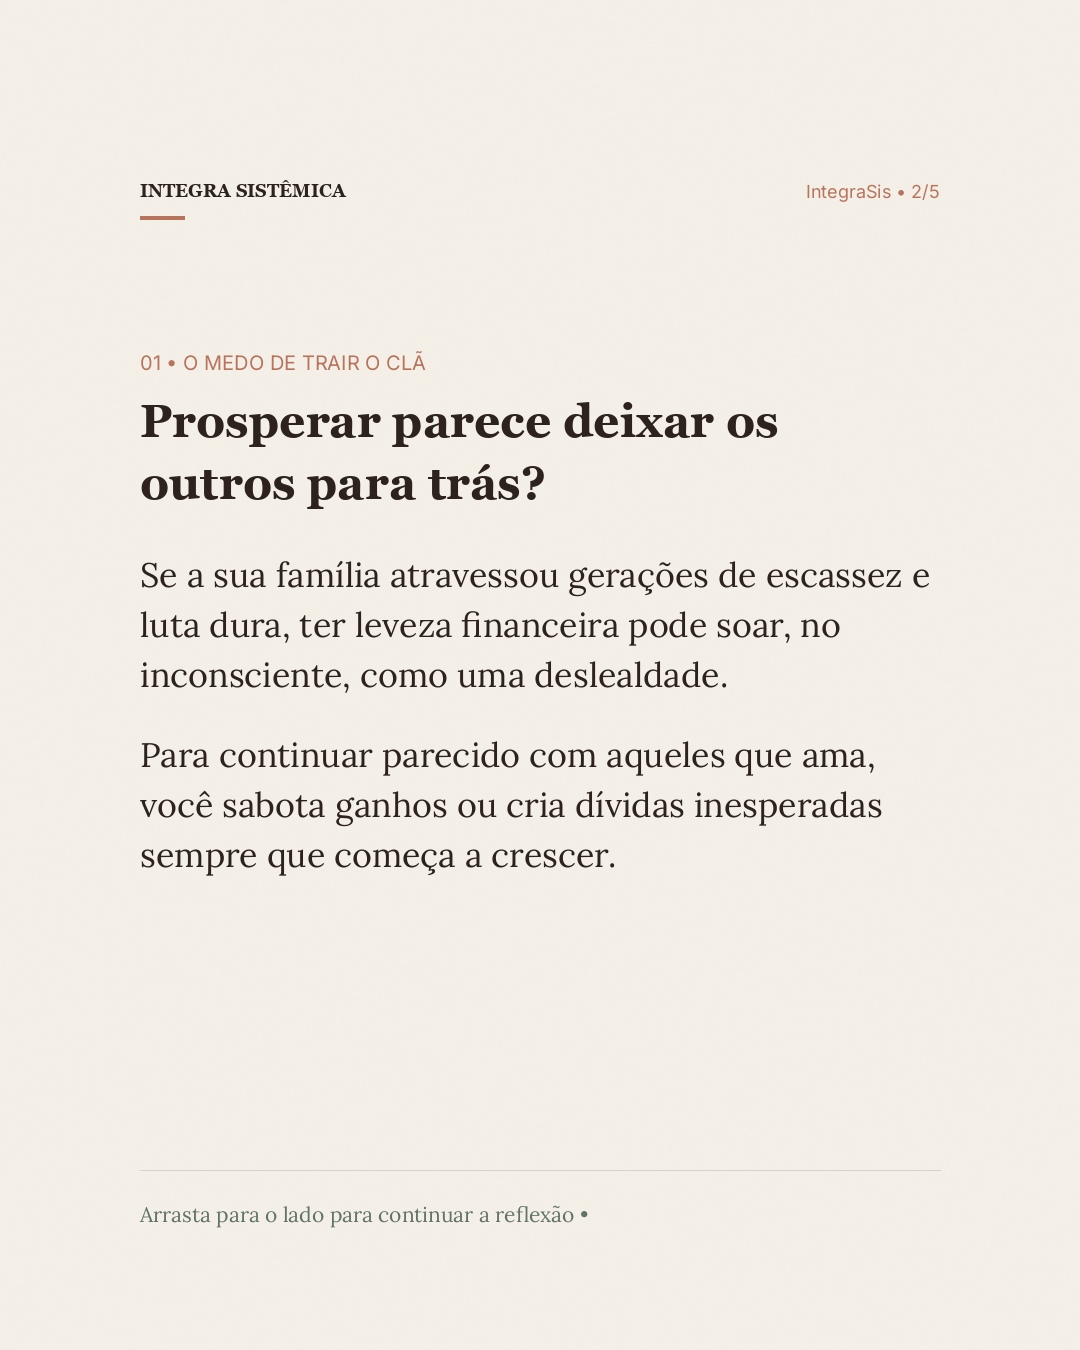 INTEGRA SISTÊMICA
IntegraSis • 2/5
01 • O MEDO DE TRAIR O CLÃ
Prosperar parece deixar os
outros para trás?
Se a sua família atravessou gerações de escassez e
luta dura, ter leveza financeira pode soar, no
inconsciente, como uma deslealdade.
Para continuar parecido com aqueles que ama,
você sabota ganhos ou cria dívidas inesperadas
sempre que começa a crescer.
Arrasta para o lado para continuar a reflexão •